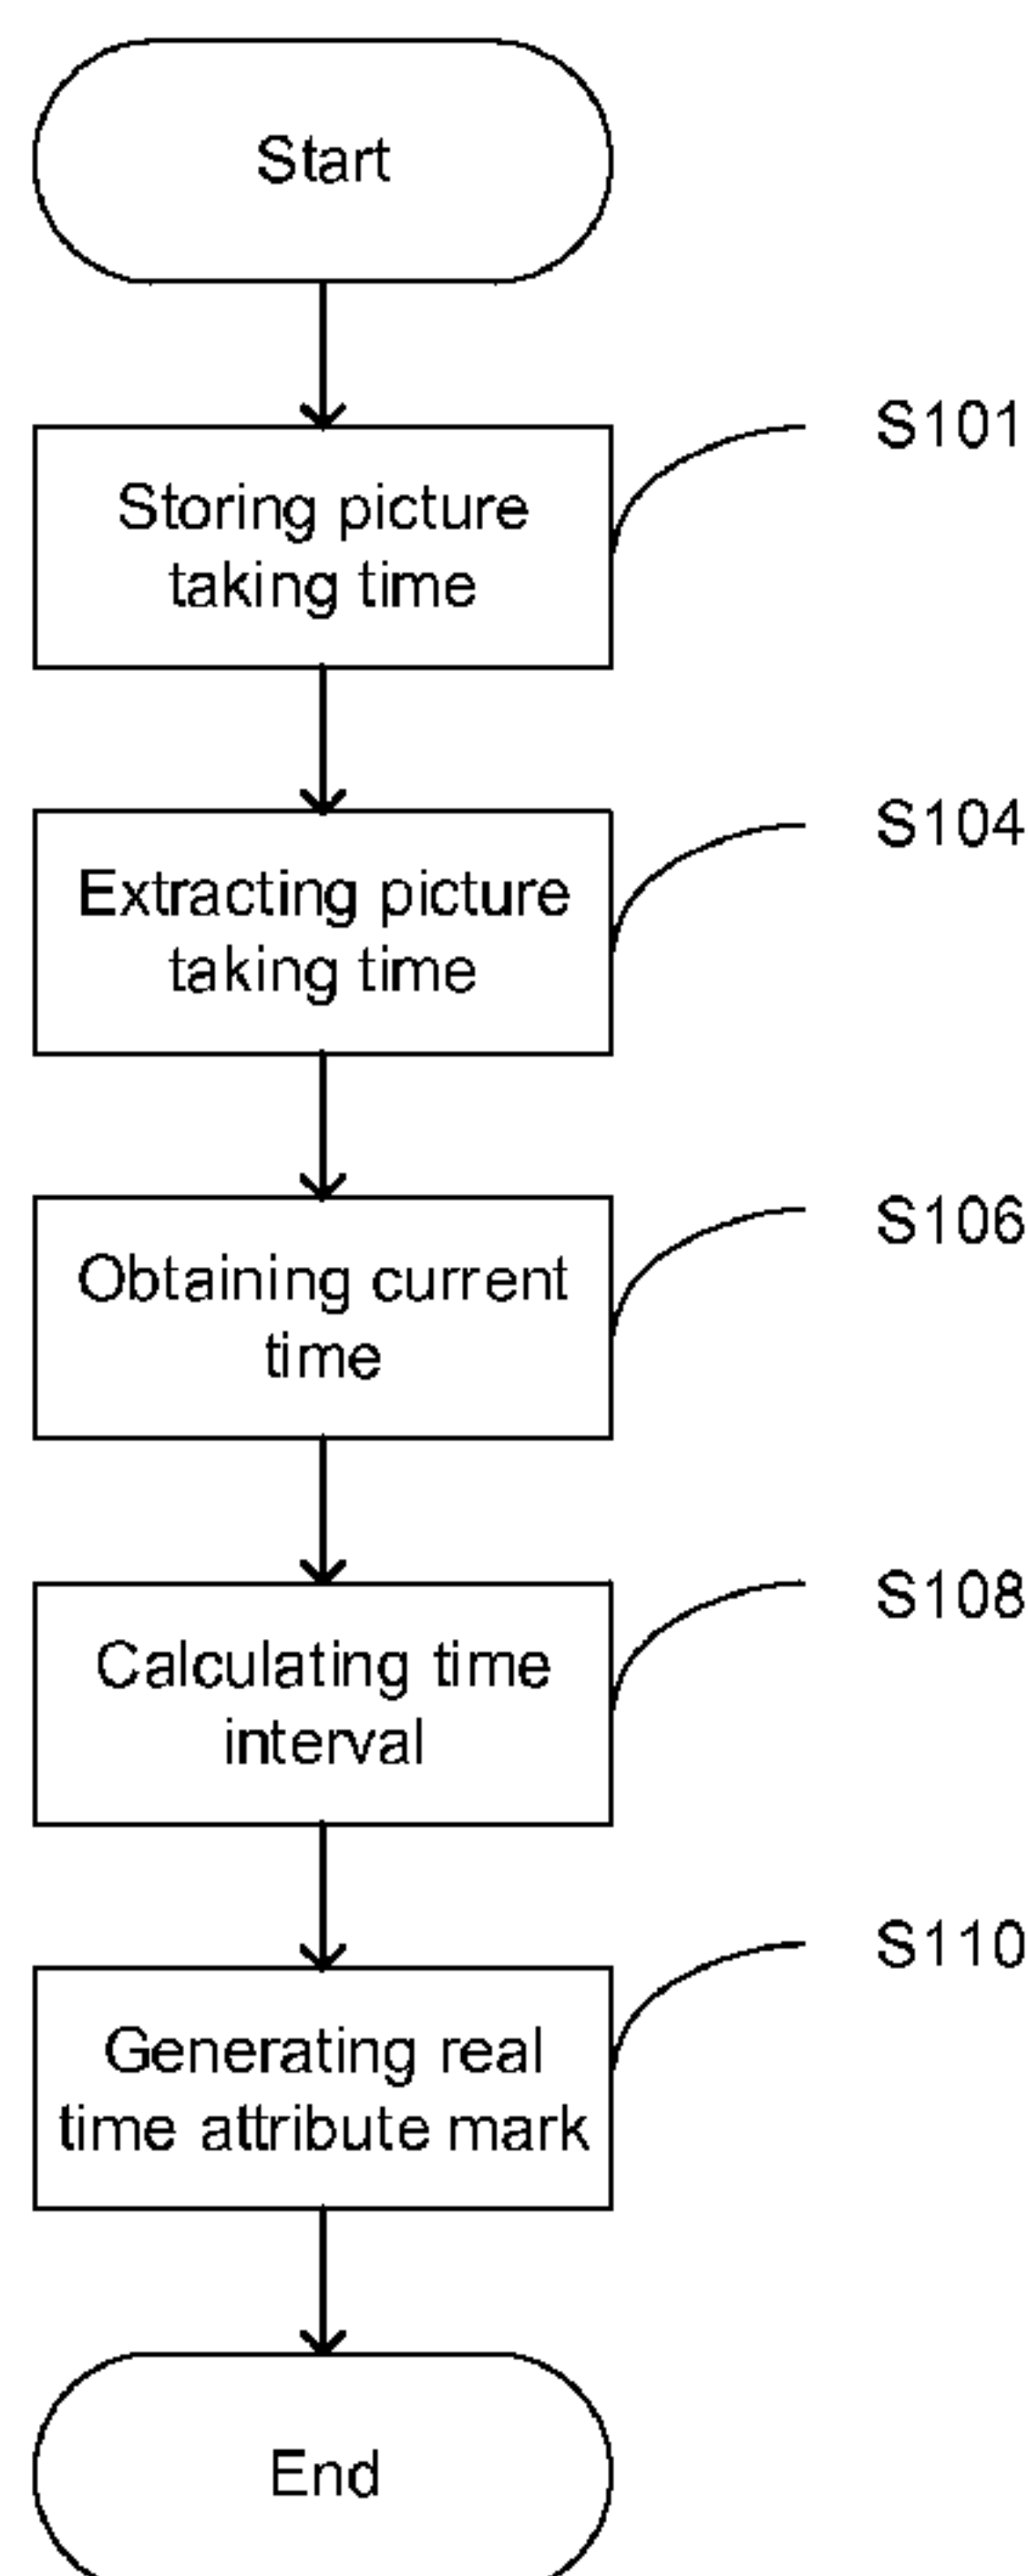 Start
S101
Storing picture
taking time
S104
Extracting picture
taking time
S106
Obtaining current
time
S108
Calculating time
interval
S110
Generating real
time attribute mark
End